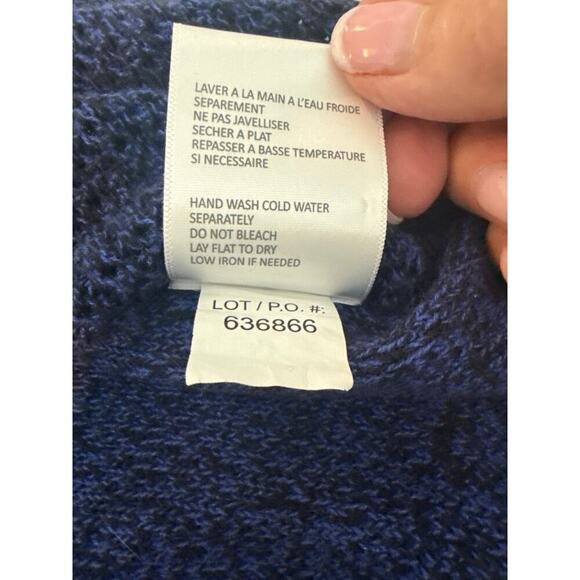 LAVER A LA MAIN A L'EAU FROIDE
SEPAREMENT
NE PAS JAVELLISER
SECHER A PLAT
REPASSER A BASSE TEMPERATURE
SI NECESSAIRE
HAND WASH COLD WATER
SEPARATELY
DO NOT BLEACH
LAY FLAT TO DRY
LOW IRON IF NEEDED
LOT / P.O. #:
636866